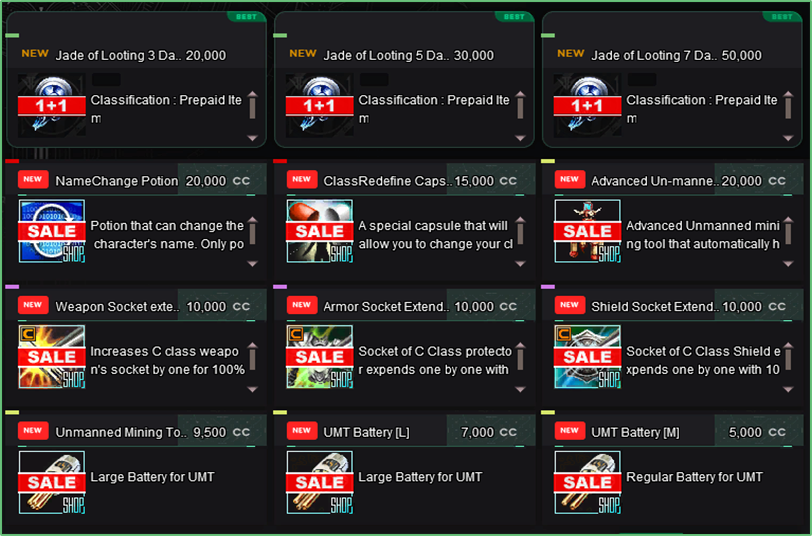 BEST
NEW Jade of Looting 3 Da.. 20,000
1+1
Classification : Prepaid Ite
m
BEST
NEW Jade of Looting 5 Da.. 30,000
1+1
Classification : Prepaid Ite
m
BEST
NEW Jade of Looting 7 Da.. 50,000
1+1
Classification : Prepaid Ite
m
NEW NameChange Potion 20,000 CC
SALE
SHOP
Potion that can change the
character's name. Only po
NEW ClassRedefine Caps.. 15,000 CC
SALE
SHOP
A special capsule that will
allow you to change your cl
NEW Advanced Un-manne.. 20,000 CC
SALE
SHOP
Advanced Unmanned mini
ng tool that automatically h
NEW Weapon Socket exte.. 10,000 CC
C
SALE
SHOP
Increases C class weapo
n's socket by one for 100%
NEW Armor Socket Extend.. 10,000 CC
C
SALE
SHOP
Socket of C Class protecto
r expends one by one with
NEW Shield Socket Extend.. 10,000 CC
C
SALE
SHOP
Socket of C Class Shield e
xpends one by one with 10
NEW Unmanned Mining To.. 9,500 CC
SALE
SHOP
Large Battery for UMT
NEW UMT Battery [L] 7,000 CC
SALE
SHOP
Large Battery for UMT
NEW UMT Battery [M] 5,000 CC
SALE
SHOP
Regular Battery for UMT